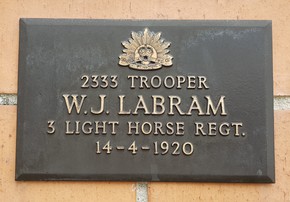 2333 TROOPER
W.J. LABRAM
3 LIGHT HORSE REGT.
14-4-1920